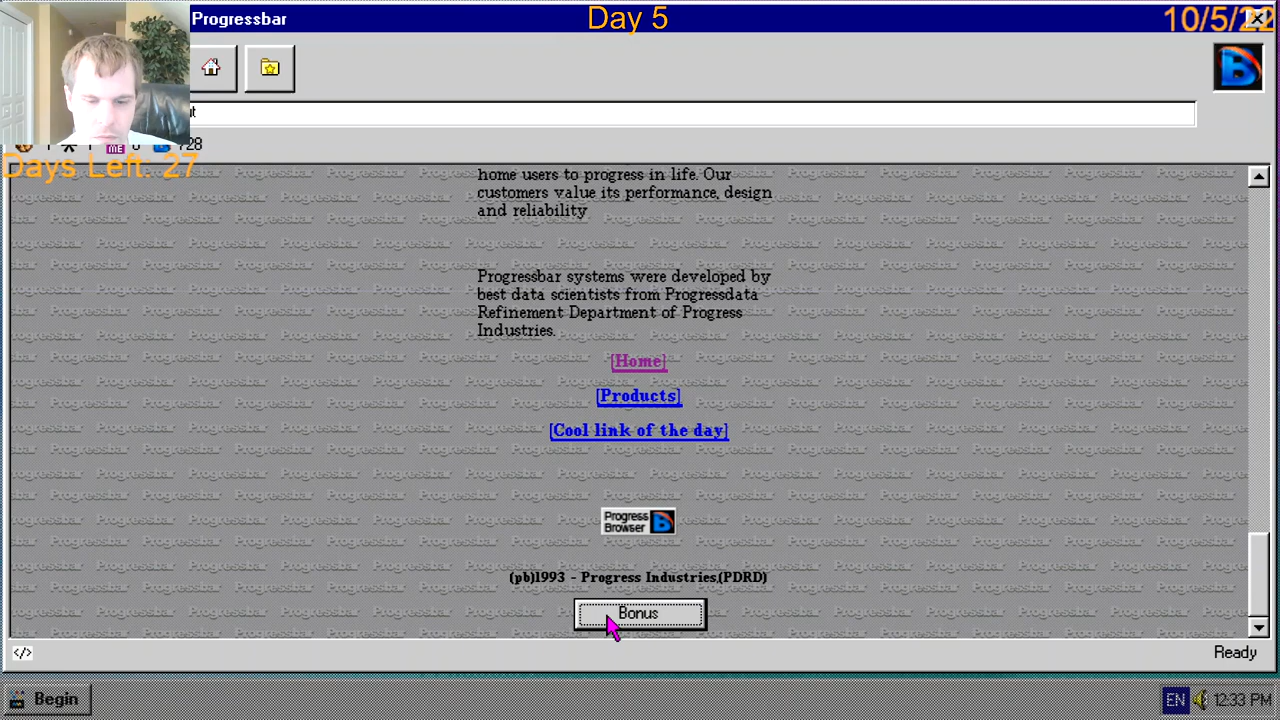 Progressbar
Day 5
10/5/22
Days Left: 27
home users to progress in life. Our
customers value its performance, design
and reliability
Progressbar systems were developed by
best data scientists from Progressdata
Refinement Department of Progress
Industries.
[Home]
[Products]
[Cool link of the day]
Progress
Browser
(pb)1993 - Progress Industries,(PDRD)
Bonus
</> Ready
Begin
EN 12:33 PM